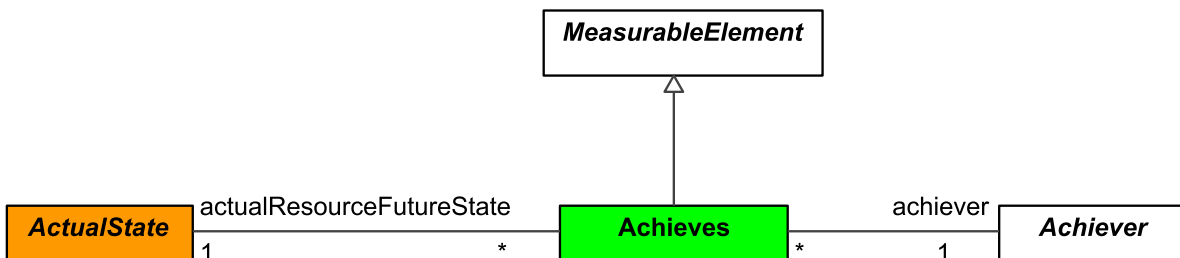 MeasurableElement
actualResourceFutureState
achiever
ActualState
Achieves
Achiever
1
*
*
1